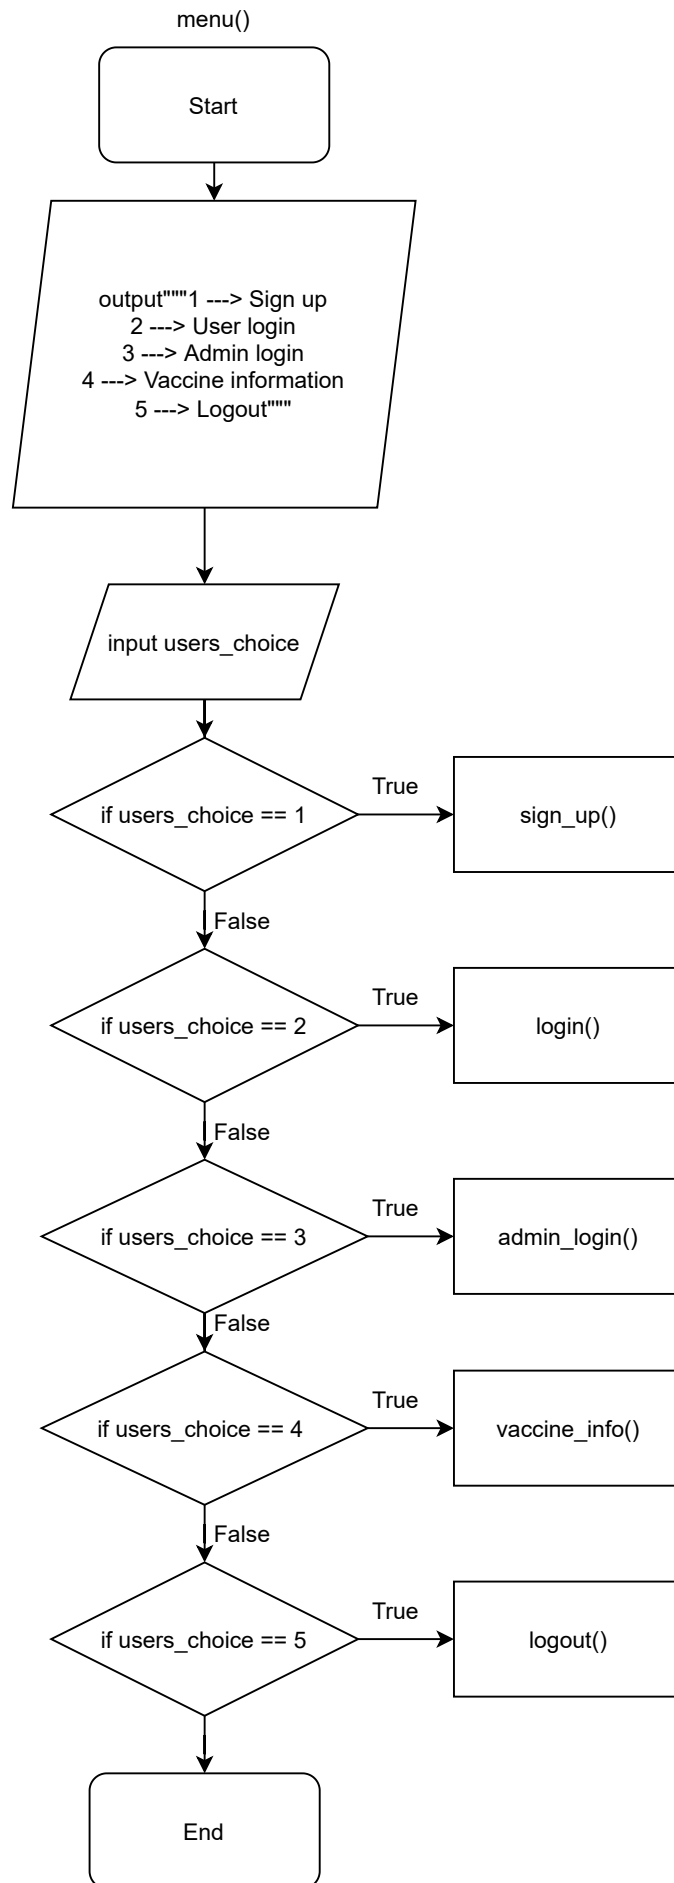 menu()
Start
output"""1 ---> Sign up
2 ---> User login
3 ---> Admin login
4 ---> Vaccine information
5 ---> Logout"""
input users_choice
if users_choice == 1
True
sign_up()
False
if users_choice == 2
True
login()
False
if users_choice == 3
True
admin_login()
False
if users_choice == 4
True
vaccine_info()
False
if users_choice == 5
True
logout()
End